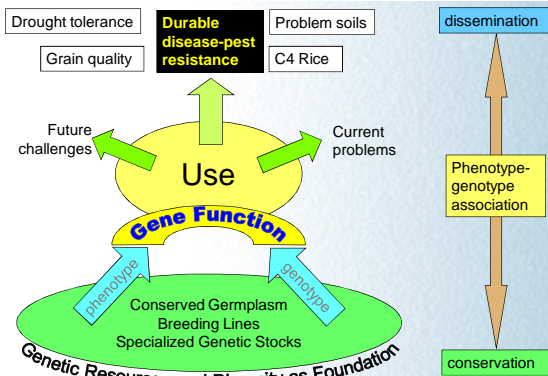 Drought tolerance
Durable
disease-pest
resistance
Problem soils
Grain quality
C4 Rice
Future
challenges
Current
problems
Use
Gene Function
phenotype
genotype
Conserved Germplasm
Breeding Lines
Specialized Genetic Stocks
Genetic as Foundation
dissemination
Phenotype-
genotype
association
conservation